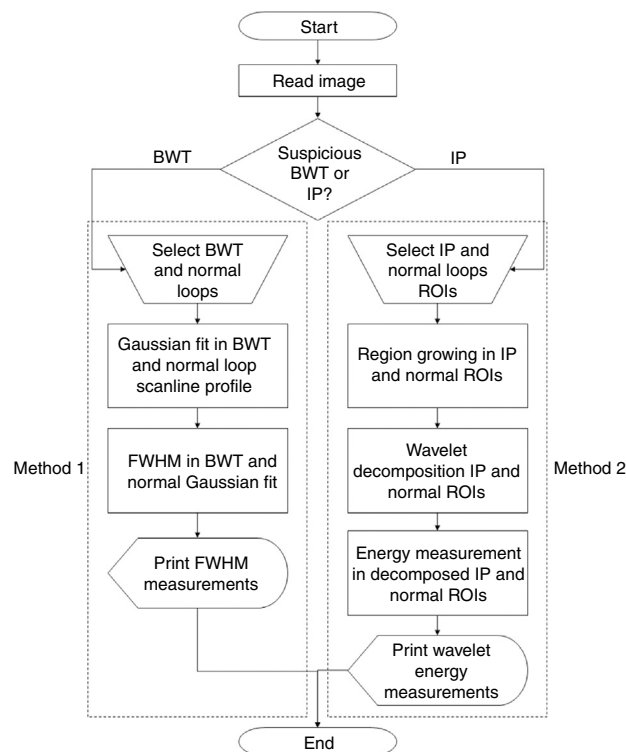 Start
Read image
BWT
Suspicious
BWT or
IP?
IP
Select BWT
and normal
loops
Gaussian fit in BWT
and normal loop
scanline profile
Method 1
FWHM in BWT and
normal Gaussian fit
Print FWHM
measurements
Select IP and
normal loops
ROIs
Region growing in IP
and normal ROIs
Wavelet
decomposition IP and
normal ROIs
Method 2
Energy measurement
in decomposed IP and
normal ROIs
Print wavelet
energy
measurements
End